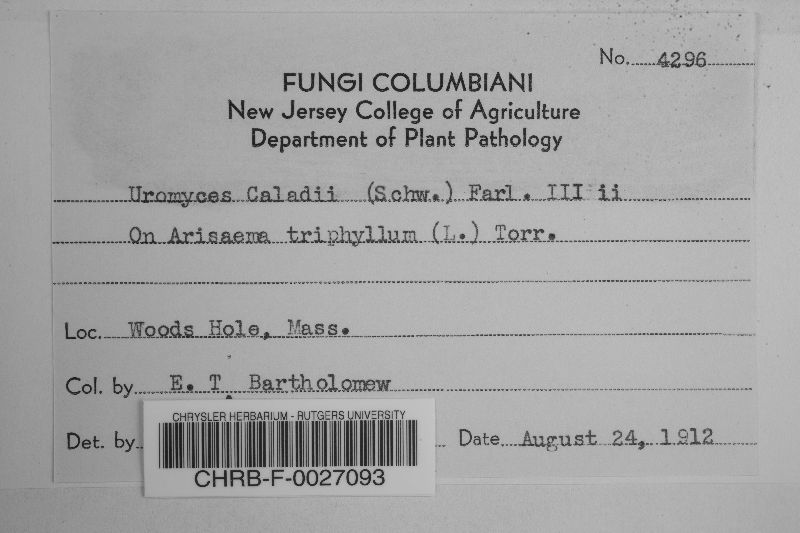 No. 4296
FUNGI COLUMBIANI
New Jersey College of Agriculture
Department of Plant Pathology
Uromyces Caladii (Schw.) Farl. III ii
On Arisaema triphyllum (L.) Torr.
Loc. Woods Hole, Mass.
Col. by E. T. Bartholomew
Det. by
Date August 24, 1912
CHRYSLER HERBARIUM - RUTGERS UNIVERSITY
CHRB-F-0027093